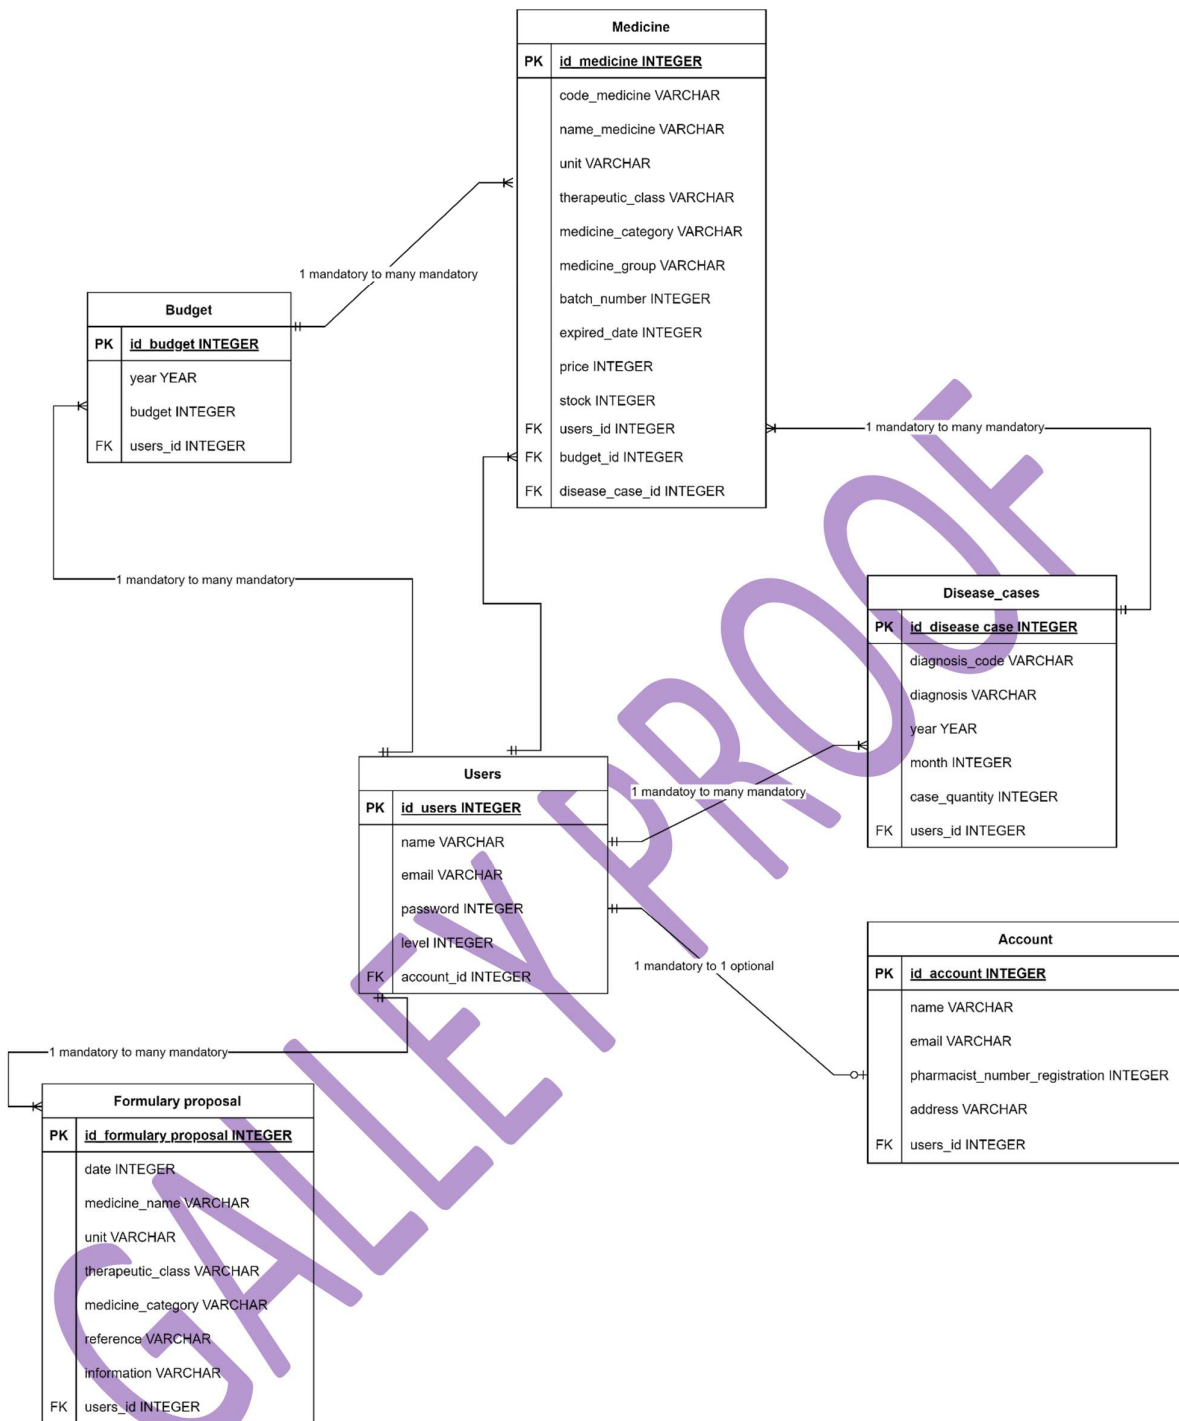 Medicine
PK id_medicine INTEGER
code_medicine VARCHAR
name_medicine VARCHAR
unit VARCHAR
therapeutic_class VARCHAR
medicine_category VARCHAR
medicine_group VARCHAR
batch_number INTEGER
expired_date INTEGER
price INTEGER
stock INTEGER
FK users_id INTEGER
FK budget_id INTEGER
FK disease_case_id INTEGER
1 mandatory to many mandatory
Budget
PK id_budget INTEGER
year YEAR
budget INTEGER
FK users_id INTEGER
1 mandatory to many mandatory
1 mandatory to many mandatory
Disease_cases
PK id_disease case INTEGER
diagnosis_code VARCHAR
diagnosis VARCHAR
year YEAR
month INTEGER
case_quantity INTEGER
FK users_id INTEGER
Users
PK id_users INTEGER
name VARCHAR
email VARCHAR
password INTEGER
level INTEGER
FK account_id INTEGER
1 mandatoy to many mandatory
1 mandatory to 1 optional
Account
PK id_account INTEGER
name VARCHAR
email VARCHAR
pharmacist_number_registration INTEGER
address VARCHAR
FK users_id INTEGER
1 mandatory to many mandatory
Formulary proposal
PK id_formulary proposal INTEGER
date INTEGER
medicine_name VARCHAR
unit VARCHAR
therapeutic_class VARCHAR
medicine_category VARCHAR
reference VARCHAR
information VARCHAR
FK users_id INTEGER
GALLEY PROOF